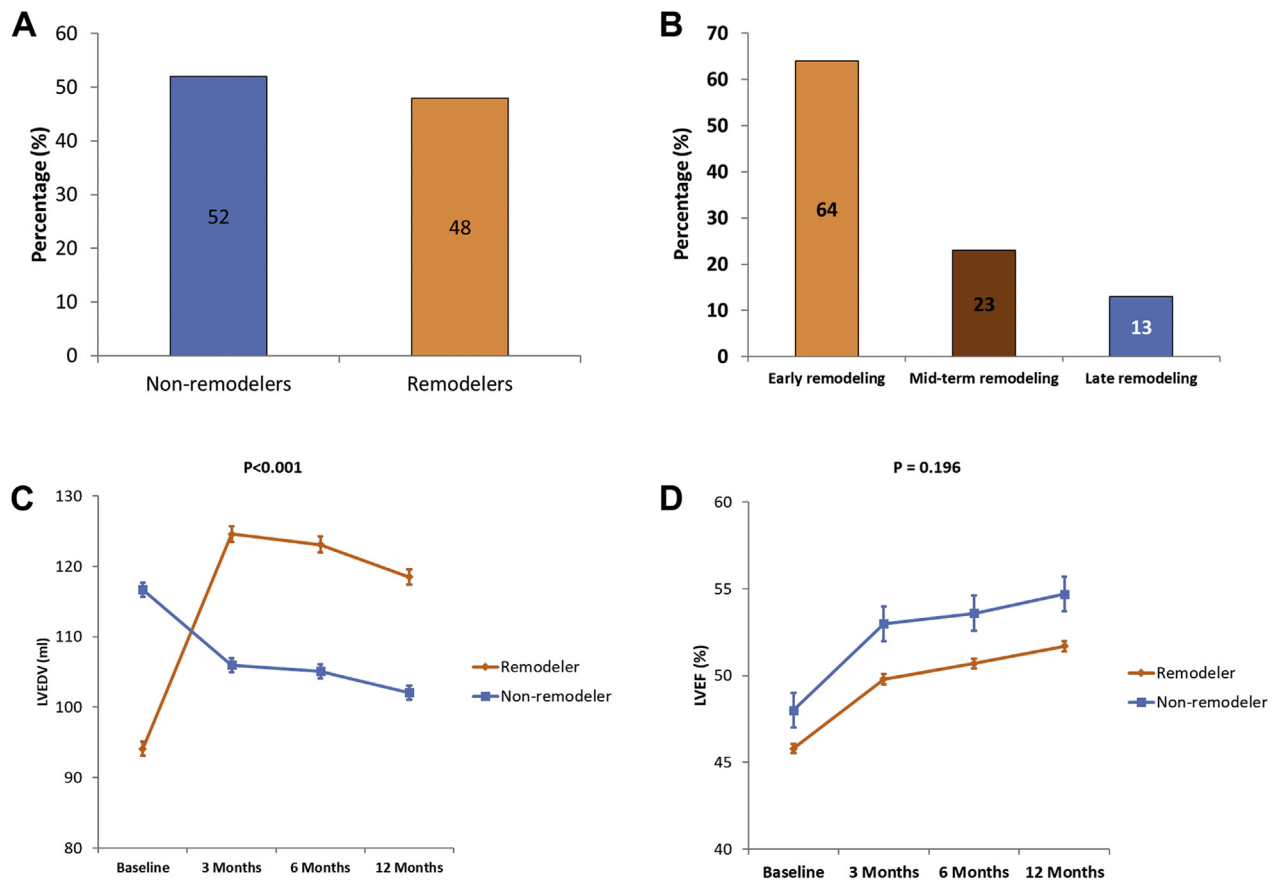 A
Percentage (%)
60
50
40
30
20
10
0
52
48
Non-remodelers
Remodelers
B
Percentage (%)
70
60
50
40
30
20
10
0
64
23
13
Early remodeling
Mid-term remodeling
Late remodeling
P<0.001
C
LVEDV (ml)
130
120
110
100
90
80
Baseline
3 Months
6 Months
12 Months
Remodeler
Non-remodeler
P = 0.196
D
LVEF (%)
60
55
50
45
40
Baseline
3 Months
6 Months
12 Months
Remodeler
Non-remodeler